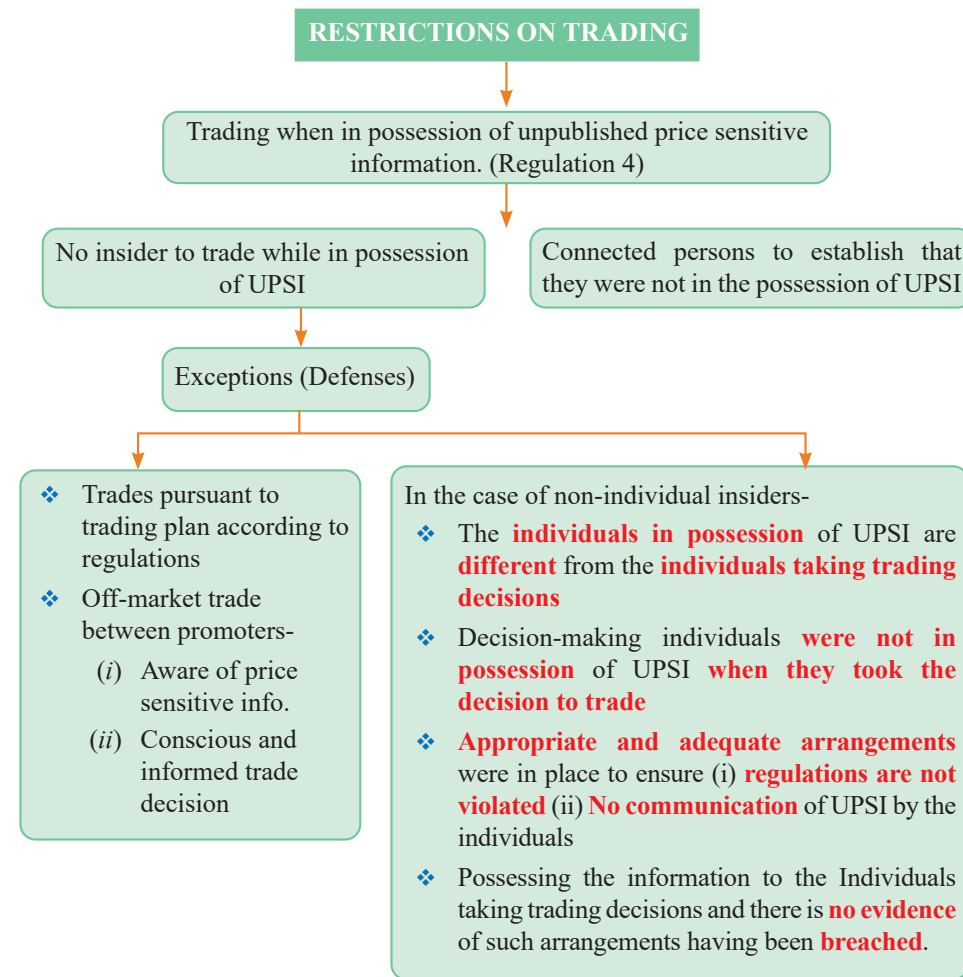 RESTRICTIONS ON TRADING
Trading when in possession of unpublished price sensitive
information. (Regulation 4)
No insider to trade while in possession
of UPSI
Connected persons to establish that
they were not in the possession of UPSI
Exceptions (Defenses)
❖ Trades pursuant to
trading plan according to
regulations
❖ Off-market trade
between promoters-
(i) Aware of price
sensitive info.
(ii) Conscious and
informed trade
decision
In the case of non-individual insiders-
❖ The individuals in possession of UPSI are
different from the individuals taking trading
decisions
❖ Decision-making individuals were not in
possession of UPSI when they took the
decision to trade
❖ Appropriate and adequate arrangements
were in place to ensure (i) regulations are not
violated (ii) No communication of UPSI by the
individuals
❖ Possessing the information to the Individuals
taking trading decisions and there is no evidence
of such arrangements having been breached.